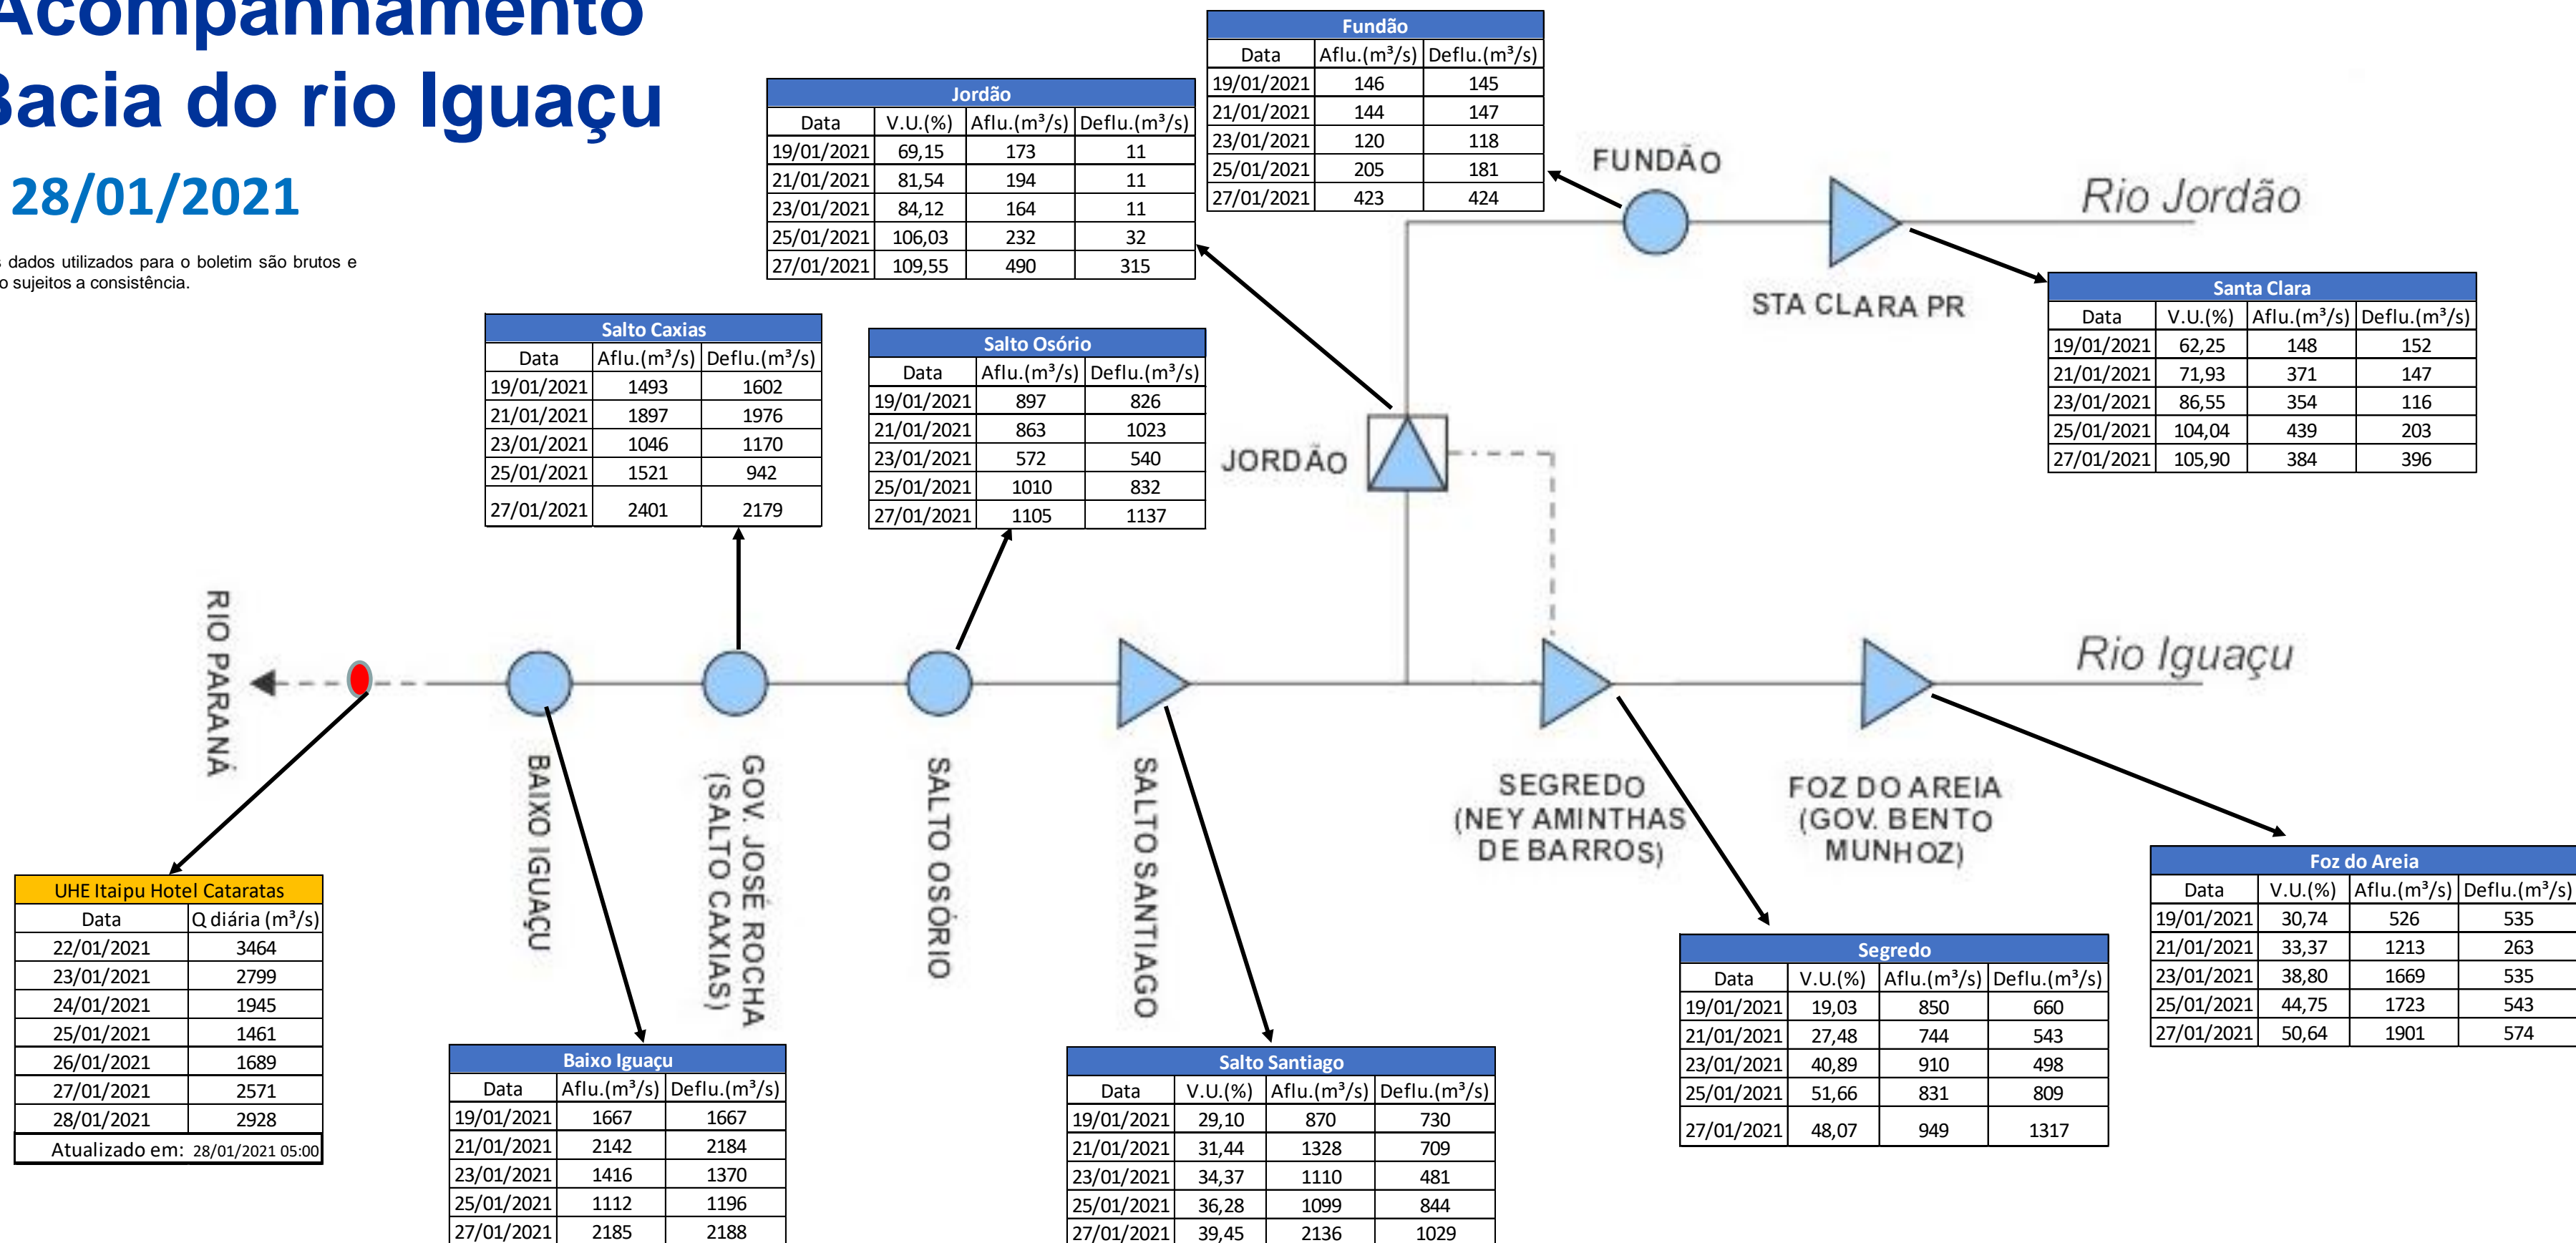 Acompanhamento
Bacia do rio Iguaçu
28/01/2021
s dados utilizados para o boletim são brutos e
o sujeitos a consistência.
Fundão
Data Aflu.(m³/s) Deflu.(m³/s)
19/01/2021 146 145
21/01/2021 144 147
23/01/2021 120 118
25/01/2021 205 181
27/01/2021 423 424
Jordão
Data V.U.(%) Aflu.(m³/s) Deflu.(m³/s)
19/01/2021 69,15 173 11
21/01/2021 81,54 194 11
23/01/2021 84,12 164 11
25/01/2021 106,03 232 32
27/01/2021 109,55 490 315
FUNDÃO
Rio Jordão
STA CLARA PR
Santa Clara
Data V.U.(%) Aflu.(m³/s) Deflu.(m³/s)
19/01/2021 62,25 148 152
21/01/2021 71,93 371 147
23/01/2021 86,55 354 116
25/01/2021 104,04 439 203
27/01/2021 105,90 384 396
Salto Caxias
Data Aflu.(m³/s) Deflu.(m³/s)
19/01/2021 1493 1602
21/01/2021 1897 1976
23/01/2021 1046 1170
25/01/2021 1521 942
27/01/2021 2401 2179
Salto Osório
Data Aflu.(m³/s) Deflu.(m³/s)
19/01/2021 897 826
21/01/2021 863 1023
23/01/2021 572 540
25/01/2021 1010 832
27/01/2021 1105 1137
JORDÃO
RIO PARANÁ
Rio Iguaçu
BAIXO IGUAÇU
GOV. JOSÉ ROCHA
(SALTO CAXIAS)
SALTO OSÓRIO
SALTO SANTIAGO
SEGREDO
(NEY AMINTHAS
DE BARROS)
FOZ DO AREIA
(GOV. BENTO
MUNHOZ)
UHE Itaipu Hotel Cataratas
Data Q diária (m³/s)
22/01/2021 3464
23/01/2021 2799
24/01/2021 1945
25/01/2021 1461
26/01/2021 1689
27/01/2021 2571
28/01/2021 2928
Atualizado em: 28/01/2021 05:00
Baixo Iguaçu
Data Aflu.(m³/s) Deflu.(m³/s)
19/01/2021 1667 1667
21/01/2021 2142 2184
23/01/2021 1416 1370
25/01/2021 1112 1196
27/01/2021 2185 2188
Salto Santiago
Data V.U.(%) Aflu.(m³/s) Deflu.(m³/s)
19/01/2021 29,10 870 730
21/01/2021 31,44 1328 709
23/01/2021 34,37 1110 481
25/01/2021 36,28 1099 844
27/01/2021 39,45 2136 1029
Segredo
Data V.U.(%) Aflu.(m³/s) Deflu.(m³/s)
19/01/2021 19,03 850 660
21/01/2021 27,48 744 543
23/01/2021 40,89 910 498
25/01/2021 51,66 831 809
27/01/2021 48,07 949 1317
Foz do Areia
Data V.U.(%) Aflu.(m³/s) Deflu.(m³/s)
19/01/2021 30,74 526 535
21/01/2021 33,37 1213 263
23/01/2021 38,80 1669 535
25/01/2021 44,75 1723 543
27/01/2021 50,64 1901 574